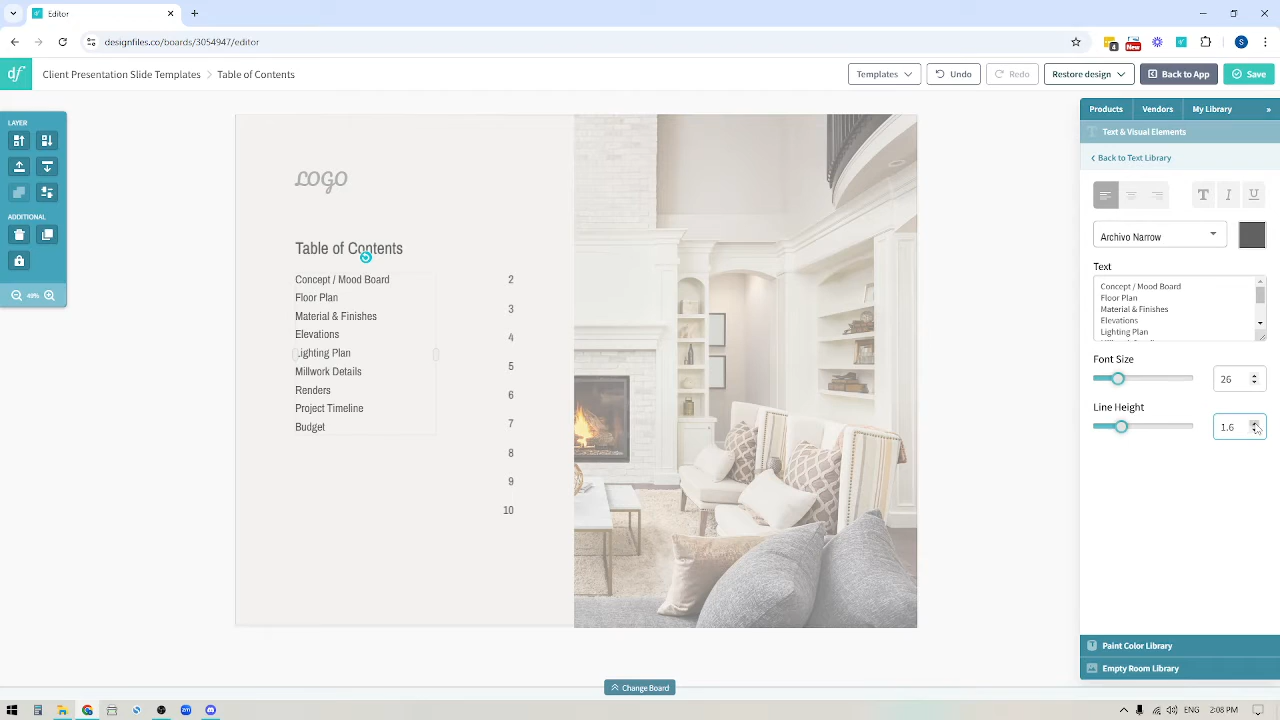 Editor
designfiles.co/boards/3054947/editor
4
New
S
df
Client Presentation Slide Templates
Table of Contents
Templates
Undo
Redo
Restore design
Back to App
Save
LAYER
ADDITIONAL
49%
LOGO
Table of Contents
Concept / Mood Board 2
Floor Plan 3
Material & Finishes 4
Elevations 5
Lighting Plan 6
Millwork Details 7
Renders 8
Project Timeline 9
Budget 10
Products Vendors My Library »
Text & Visual Elements
Back to Text Library
Archivo Narrow
Text
Concept / Mood Board
Floor Plan
Material & Finishes
Elevations
Lighting Plan
Font Size
26
Line Height
1.6
Paint Color Library
Empty Room Library
Change Board
ENG 2:08 PM